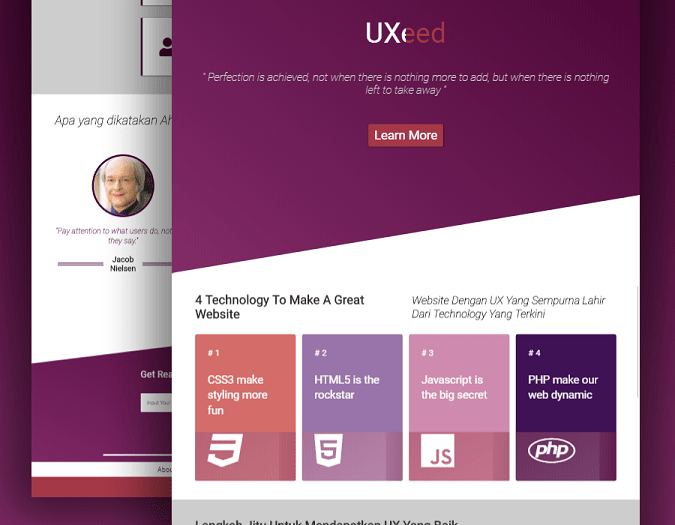 UXeed
" Perfection is achieved, not when there is nothing more to add, but when there is nothing
left to take away "
Learn More
Apa yang dikatakan
"Pay attention to what users do, not
they say."
Jacob
Nielsen
4 Technology To Make A Great
Website
Website Dengan UX Yang Sempurna Lahir
Dari Technology Yang Terkini
# 1
CSS3 make
styling more
fun
# 2
HTML5 is the
rockstar
5
# 3
Javascript is
the big secret
JS
# 4
PHP make our
web dynamic
php
Get
Input Your
Langkah Jitu Untuk Mendapatkan UX Yang Baik